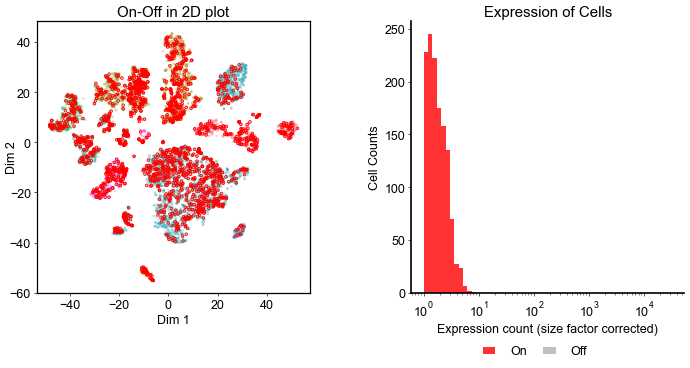 On-Off in 2D plot
40
20
0
−20
−40
−60
Dim 2
−40 −20 0 20 40
Dim 1
Expression of Cells
250
200
150
100
50
0
Cell Counts
10^0 10^1 10^2 10^3 10^4
Expression count (size factor corrected)
On Off